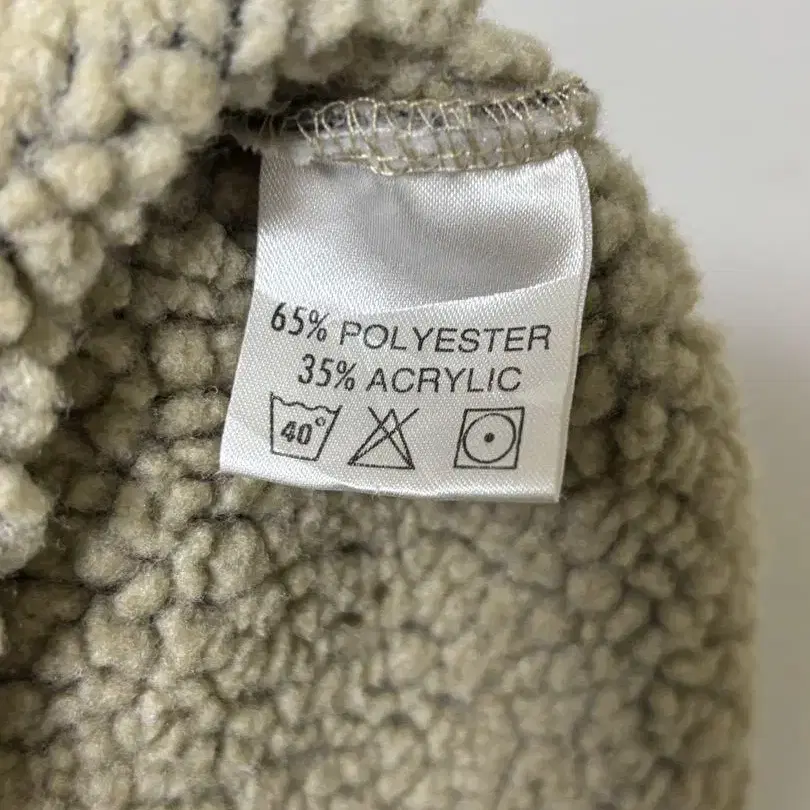 65% POLYESTER
35% ACRYLIC
40°